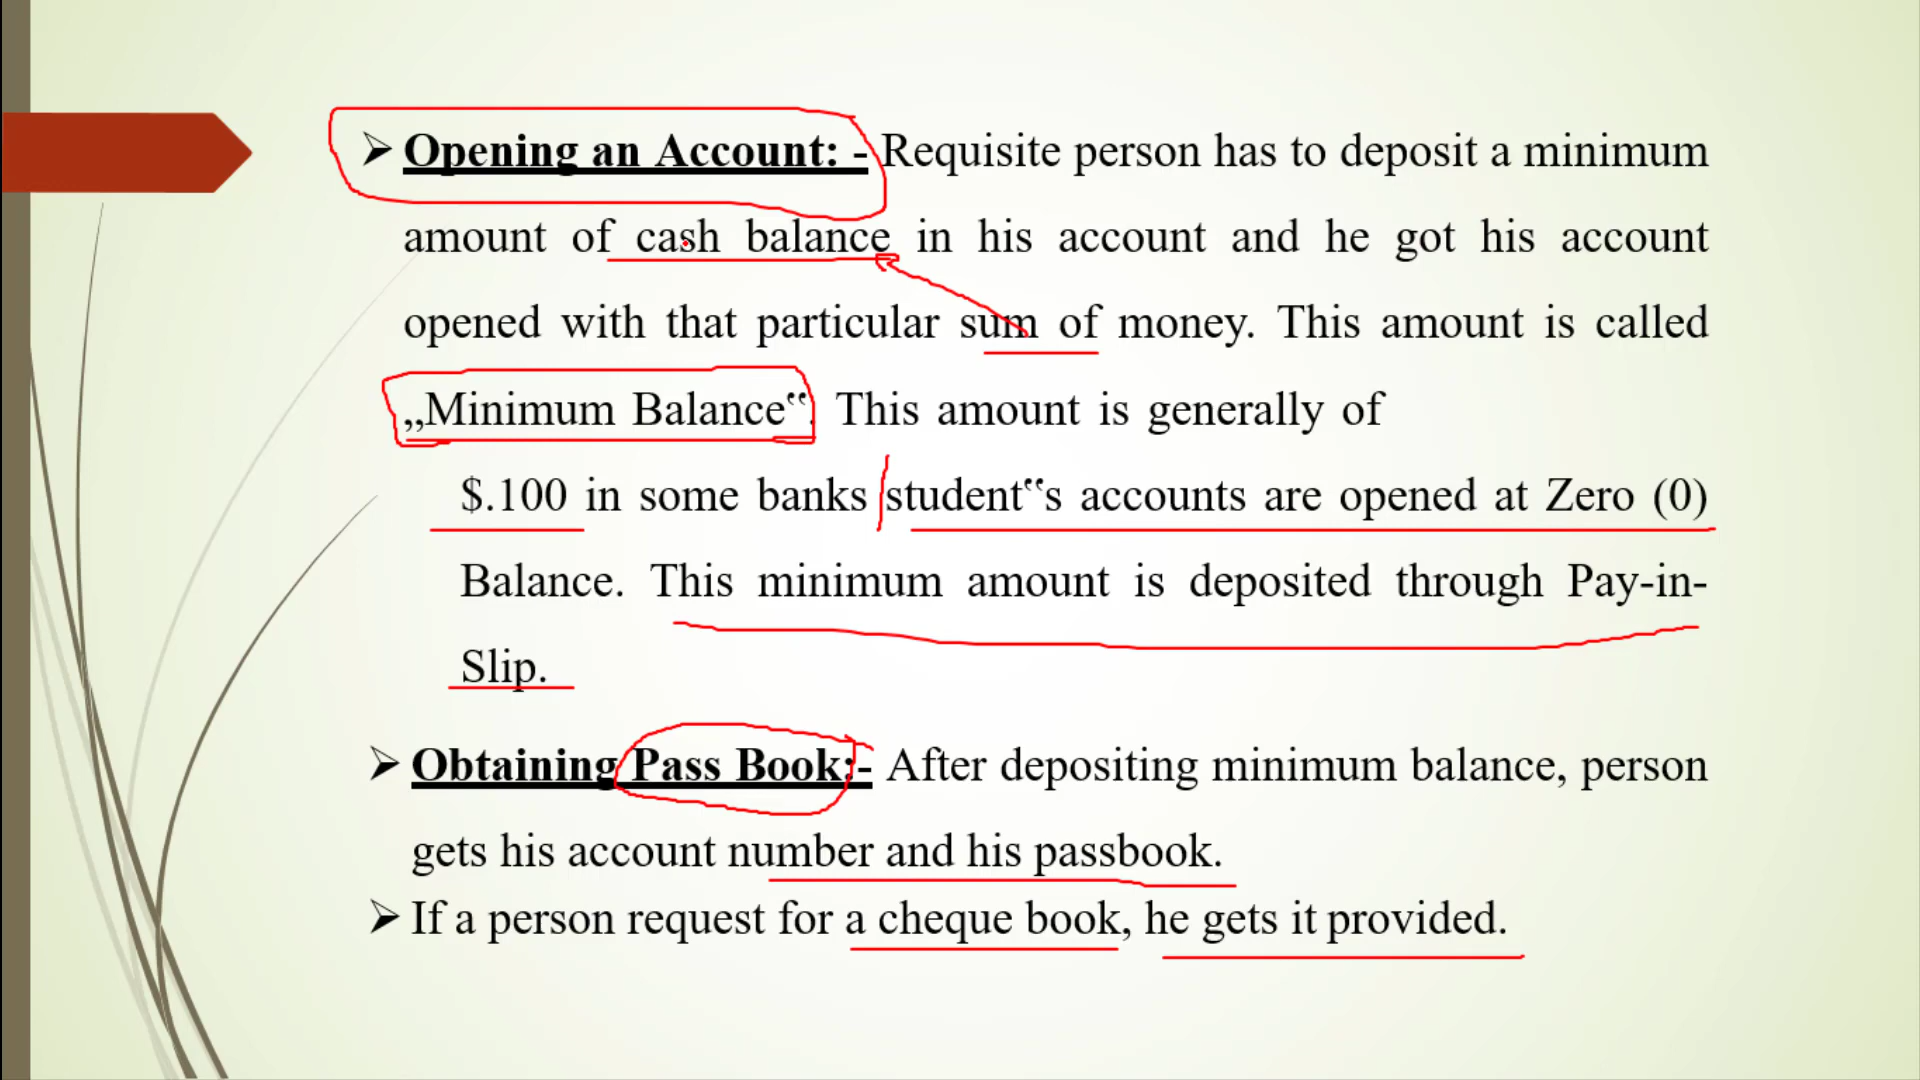 ➢ Opening an Account: - Requisite person has to deposit a minimum
amount of cash balance in his account and he got his account
opened with that particular sum of money. This amount is called
„Minimum Balance‟. This amount is generally of
$.100 in some banks student‟s accounts are opened at Zero (0)
Balance. This minimum amount is deposited through Pay-in-
Slip.
➢ Obtaining Pass Book:- After depositing minimum balance, person
gets his account number and his passbook.
➢ If a person request for a cheque book, he gets it provided.